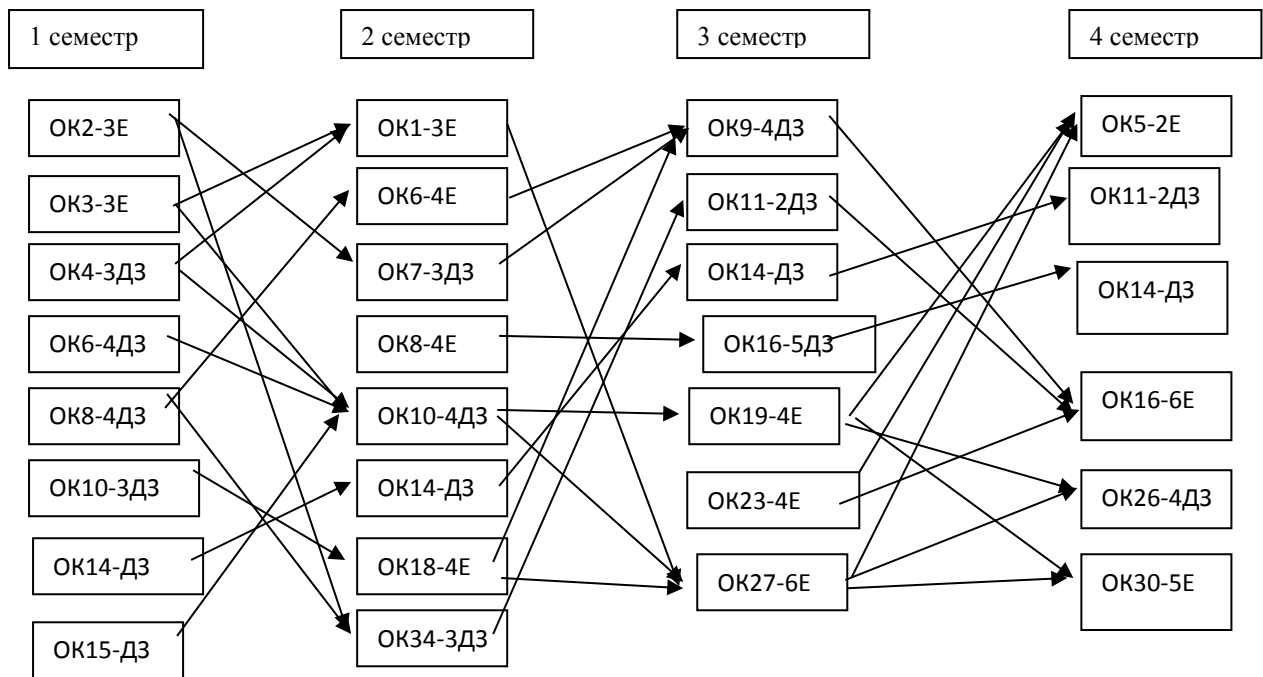 1 семестр
2 семестр
3 семестр
4 семестр
ОК2-3Е
ОК3-3Е
ОК4-3ДЗ
ОК6-4ДЗ
ОК8-4ДЗ
ОК10-3ДЗ
ОК14-ДЗ
ОК15-ДЗ
ОК1-3Е
ОК6-4Е
ОК7-3ДЗ
ОК8-4Е
ОК10-4ДЗ
ОК14-ДЗ
ОК18-4Е
ОК34-3ДЗ
ОК9-4ДЗ
ОК11-2ДЗ
ОК14-ДЗ
ОК16-5ДЗ
ОК19-4Е
ОК23-4Е
ОК27-6Е
ОК5-2Е
ОК11-2ДЗ
ОК14-ДЗ
ОК16-6Е
ОК26-4ДЗ
ОК30-5Е